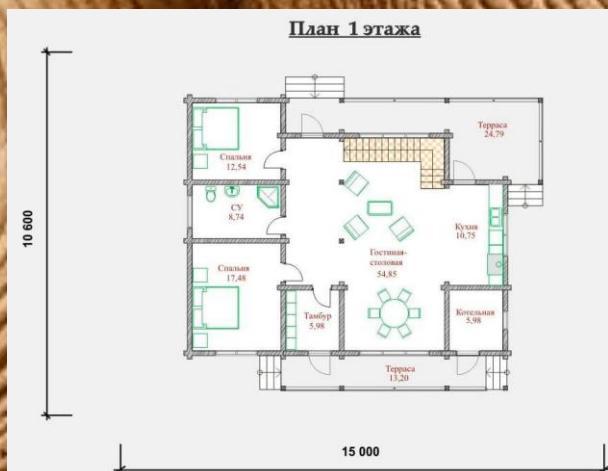 План 1 этажа
Терраса
24,79
Спальня
12,54
СУ
8,74
Кухня
10,75
Гостиная-
столовая
54,85
Спальня
17,48
Тамбур
5,98
Котельная
5,98
Терраса
13,20
10 600
15 000